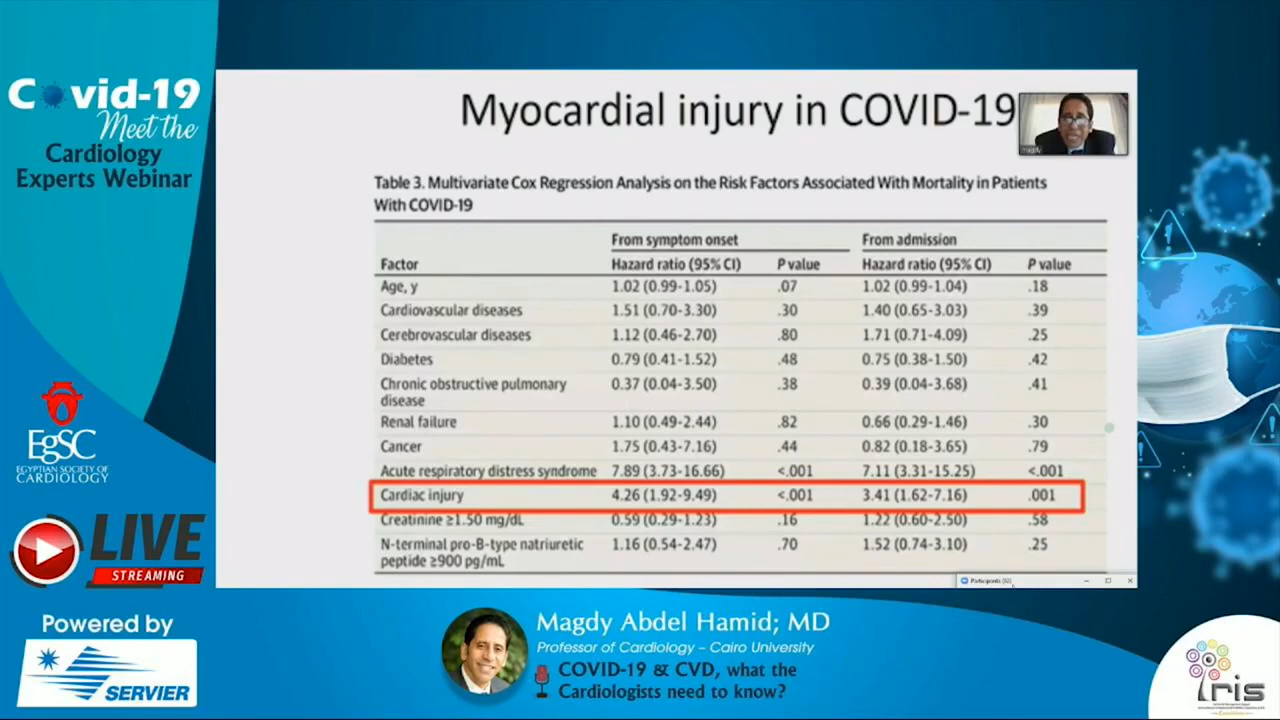 Covid-19
Meet the
Cardiology
Experts Webinar
EgSC
EGYPTIAN SOCIETY OF
CARDIOLOGY
LIVE
STREAMING
Powered by
SERVIER
Myocardial injury in COVID-19
magdy
Table 3. Multivariate Cox Regression Analysis on the Risk Factors Associated With Mortality in Patients
With COVID-19
From symptom onset From admission
Factor Hazard ratio (95% CI) P value Hazard ratio (95% CI) P value
Age, y 1.02 (0.99-1.05) .07 1.02 (0.99-1.04) .18
Cardiovascular diseases 1.51 (0.70-3.30) .30 1.40 (0.65-3.03) .39
Cerebrovascular diseases 1.12 (0.46-2.70) .80 1.71 (0.71-4.09) .25
Diabetes 0.79 (0.41-1.52) .48 0.75 (0.38-1.50) .42
Chronic obstructive pulmonary 0.37 (0.04-3.50) .38 0.39 (0.04-3.68) .41
disease
Renal failure 1.10 (0.49-2.44) .82 0.66 (0.29-1.46) .30
Cancer 1.75 (0.43-7.16) .44 0.82 (0.18-3.65) .79
Acute respiratory distress syndrome 7.89 (3.73-16.66) <.001 7.11 (3.31-15.25) <.001
Cardiac injury 4.26 (1.92-9.49) <.001 3.41 (1.62-7.16) .001
Creatinine ≥1.50 mg/dL 0.59 (0.29-1.23) .16 1.22 (0.60-2.50) .58
N-terminal pro-B-type natriuretic 1.16 (0.54-2.47) .70 1.52 (0.74-3.10) .25
peptide ≥900 pg/mL
Participants
Magdy Abdel Hamid; MD
Professor of Cardiology – Cairo University
COVID-19 & CVD, what the
Cardiologists need to know?
Iris